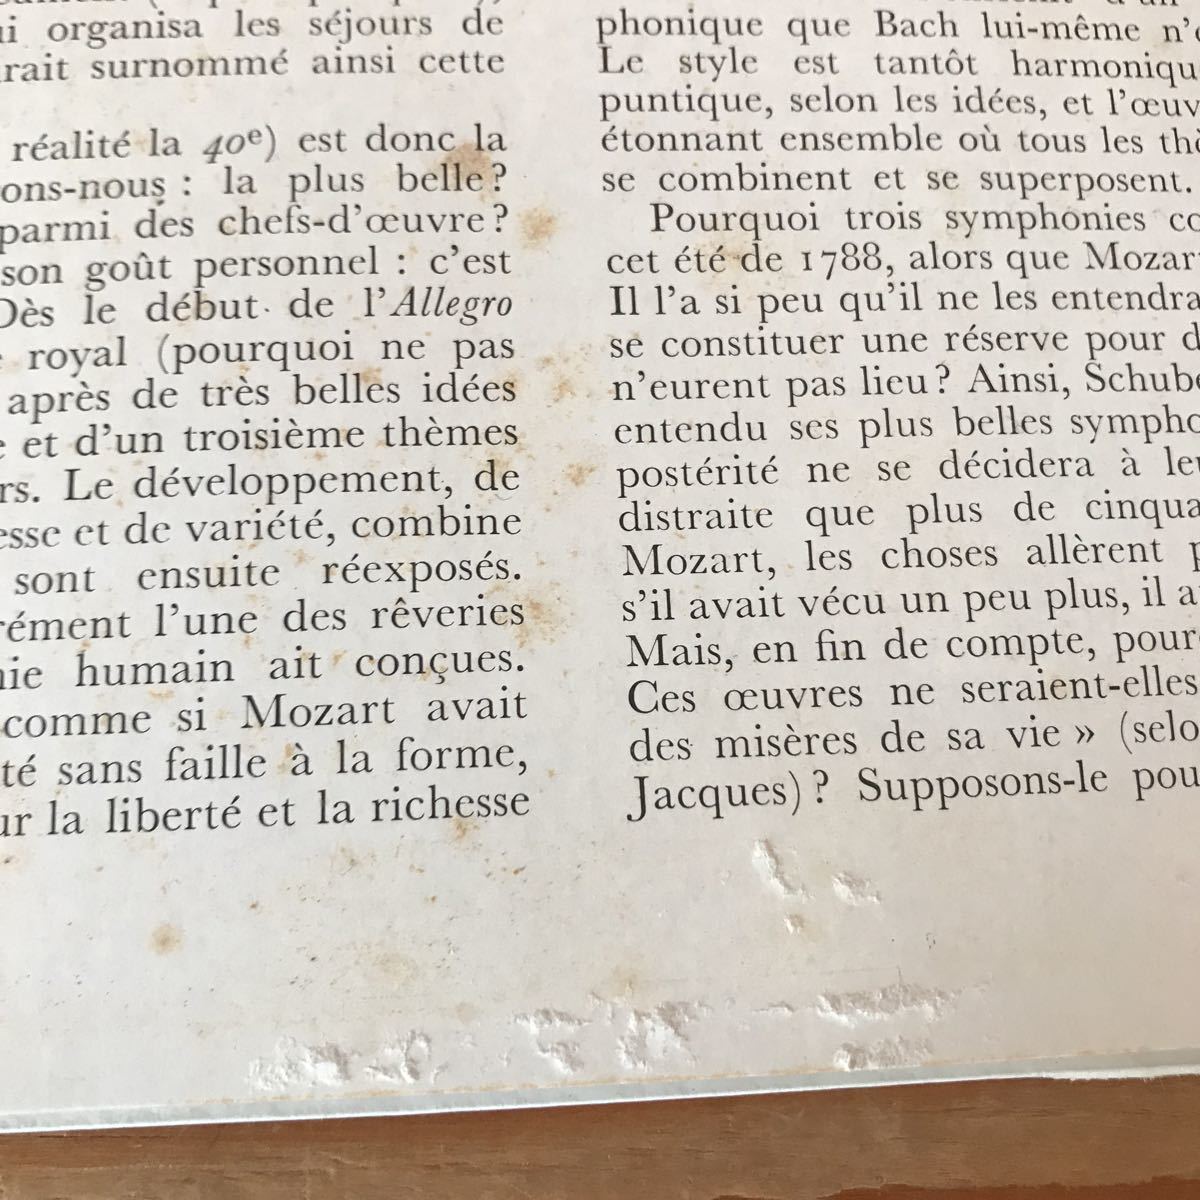 organisa les séjours de
surnommé ainsi cette
réalité la 40e) est donc la
ons-nous : la plus belle?
parmi des chefs-d'œuvre?
son goût personnel : c'est
Dès le début de l'Allegro
royal (pourquoi ne pas
après de très belles idées
et d'un troisième thèmes
rs. Le développement, de
esse et de variété, combine
sont ensuite réexposés.
rément l'une des rêveries
nie humain ait conçues.
comme si Mozart avait
té sans faille à la forme,
ur la liberté et la richesse
phonique que Bach lui-même n'
Le style est tantôt harmoniqu
puntique, selon les idées, et l'œuv
étonnant ensemble où tous les th
se combinent et se superposent.
Pourquoi trois symphonies co
cet été de 1788, alors que Mozar
Il l'a si peu qu'il ne les entendra
se constituer une réserve pour d
n'eurent pas lieu? Ainsi, Schube
entendu ses plus belles sympho
postérité ne se décidera à leu
distraite que plus de cinqua
Mozart, les choses allèrent p
s'il avait vécu un peu plus, il a
Mais, en fin de compte, pour
Ces œuvres ne seraient-elles
des misères de sa vie » (selo
Jacques)? Supposons-le pou